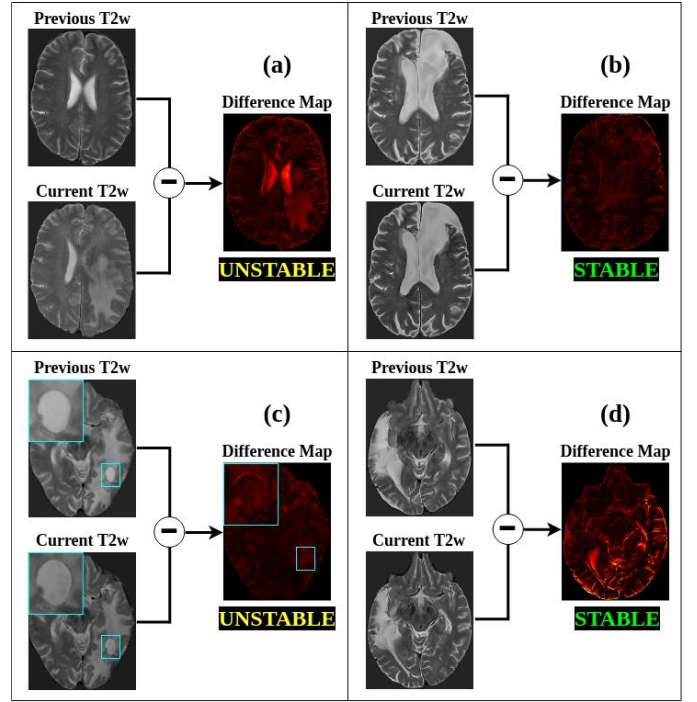 Previous T2w
(a)
Difference Map
Current T2w
UNSTABLE
Previous T2w
(b)
Difference Map
Current T2w
STABLE
Previous T2w
(c)
Difference Map
Current T2w
UNSTABLE
Previous T2w
(d)
Difference Map
Current T2w
STABLE